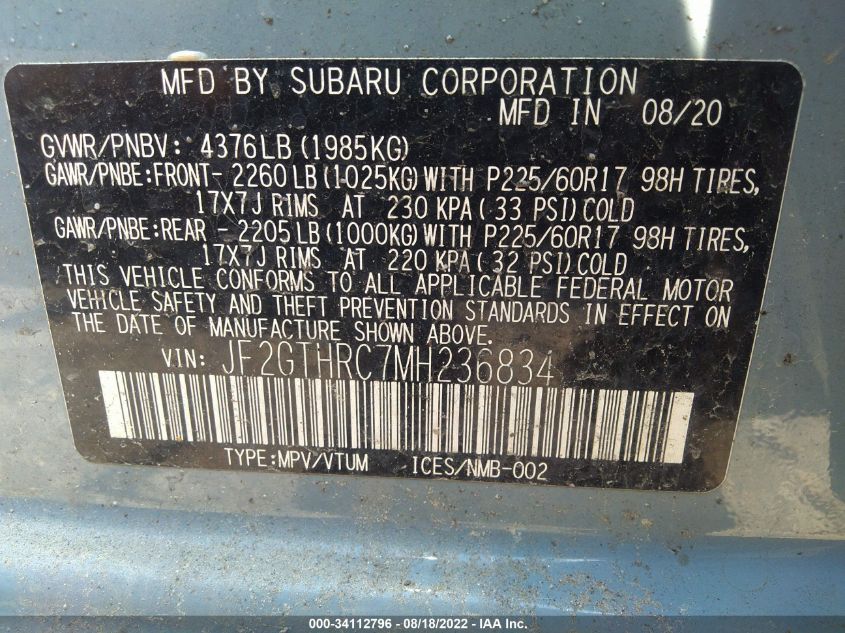 MFD BY SUBARU CORPORATION
MFD IN 08/20
GVWR/PNBV: 4376LB(1985KG)
GAWR/PNBE:FRONT- 2260LB(1025KG)WITH P225/60R17 98H TIRES,
17X7J RIMS AT 230 KPA(33 PSI)COLD
GAWR/PNBE:REAR - 2205LB(1000KG)WITH P225/60R17 98H TIRES,
17X7J RIMS AT 220 KPA(32 PSI)COLD
THIS VEHICLE CONFORMS TO ALL APPLICABLE FEDERAL MOTOR
VEHICLE SAFETY AND THEFT PREVENTION STANDARDS IN EFFECT ON
THE DATE OF MANUFACTURE SHOWN ABOVE.
VIN: JF2GTHRC7MH236834
TYPE:MPV/VTUM ICES/NMB-002
000-34112796 - 08/18/2022 - IAA Inc.